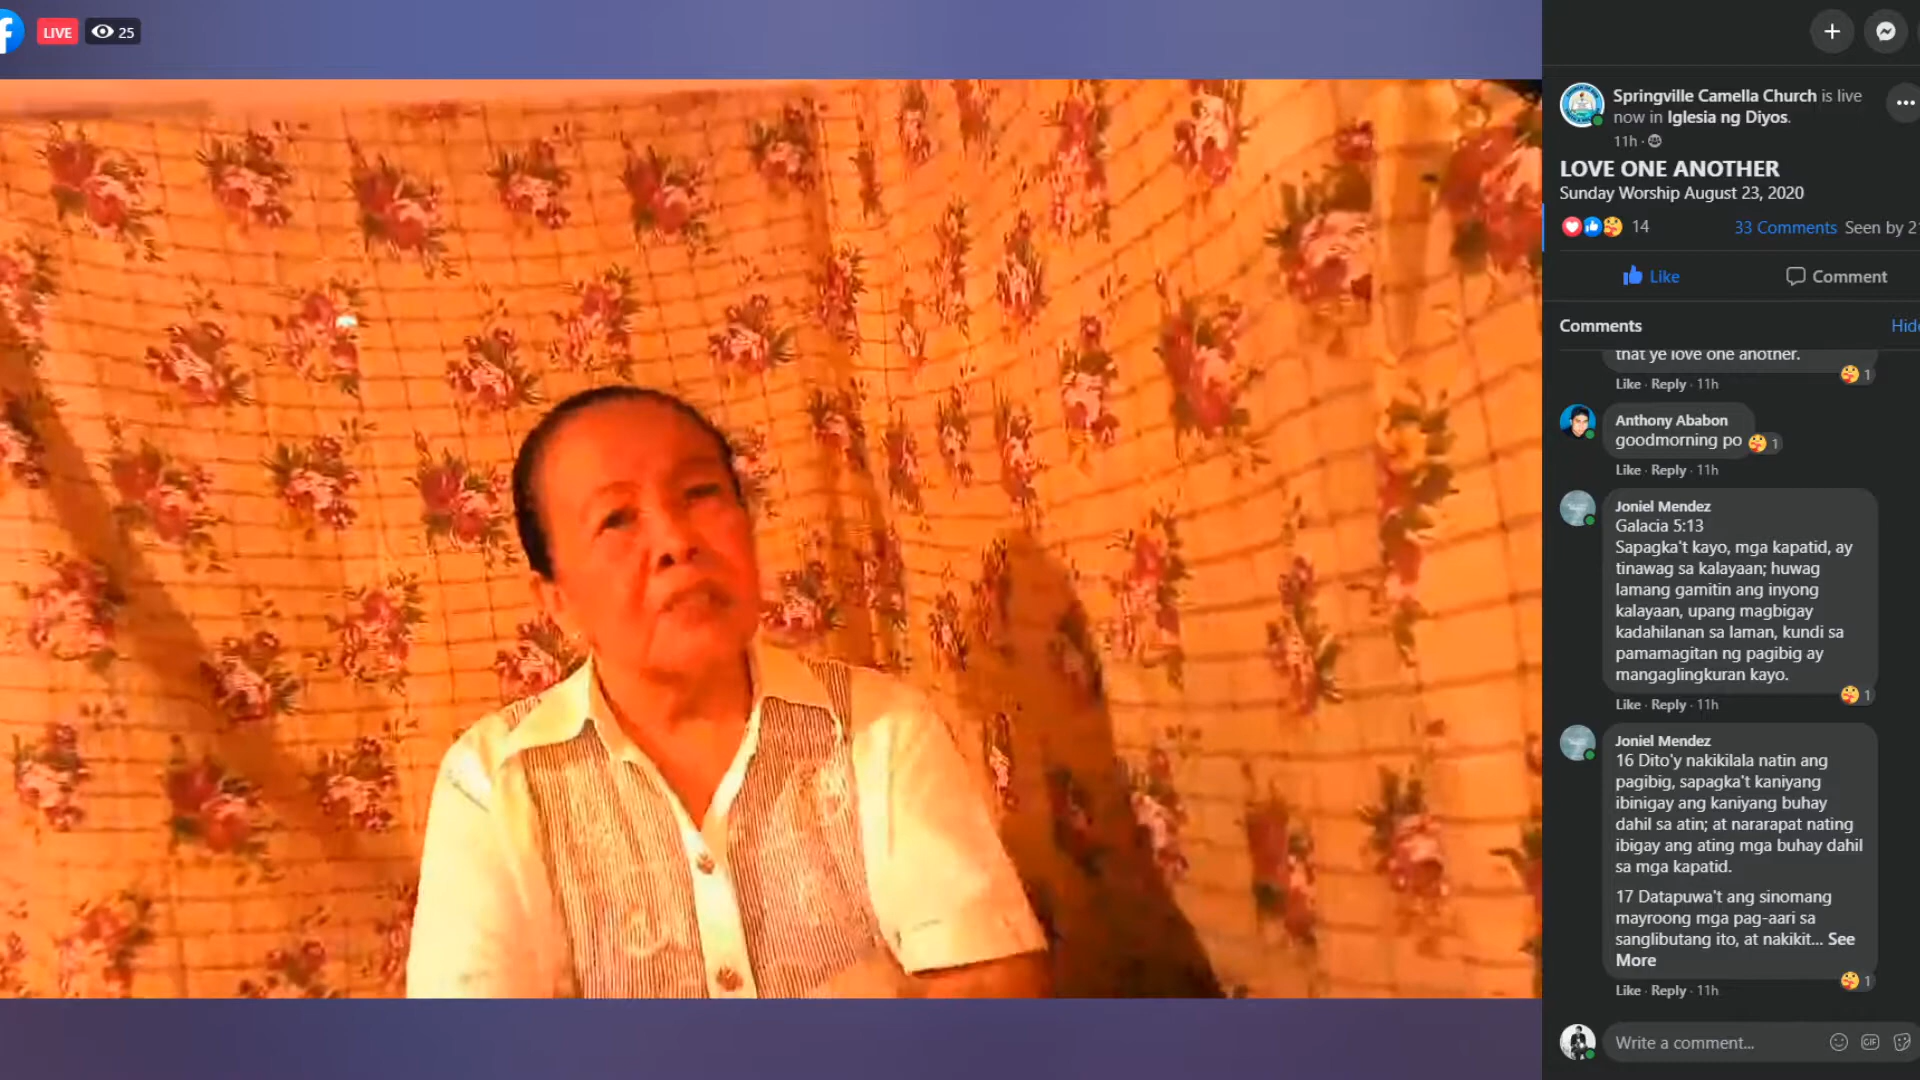 LIVE 25
Springville Camella Church is live
now in Iglesia ng Diyos.
11h ·
LOVE ONE ANOTHER
Sunday Worship August 23, 2020
14 33 Comments Seen by
Like Comment
Comments
that ye love one another.
1
Like · Reply · 11h
Anthony Ababon
goodmorning po
1
Like · Reply · 11h
Joniel Mendez
Galacia 5:13
Sapagka't kayo, mga kapatid, ay
tinawag sa kalayaan; huwag
lamang gamitin ang inyong
kalayaan, upang magbigay
kadahilanan sa laman, kundi sa
pamamagitan ng pagibig ay
mangaglingkuran kayo.
1
Like · Reply · 11h
Joniel Mendez
16 Dito'y nakikilala natin ang
pagibig, sapagka't kaniyang
ibinigay ang kaniyang buhay
dahil sa atin; at nararapat nating
ibigay ang ating mga buhay dahil
sa mga kapatid.
17 Datapuwa't ang sinomang
mayroong mga pag-aari sa
sanglibutang ito, at nakikit... See
More
1
Like · Reply · 11h
Write a comment...
GIF